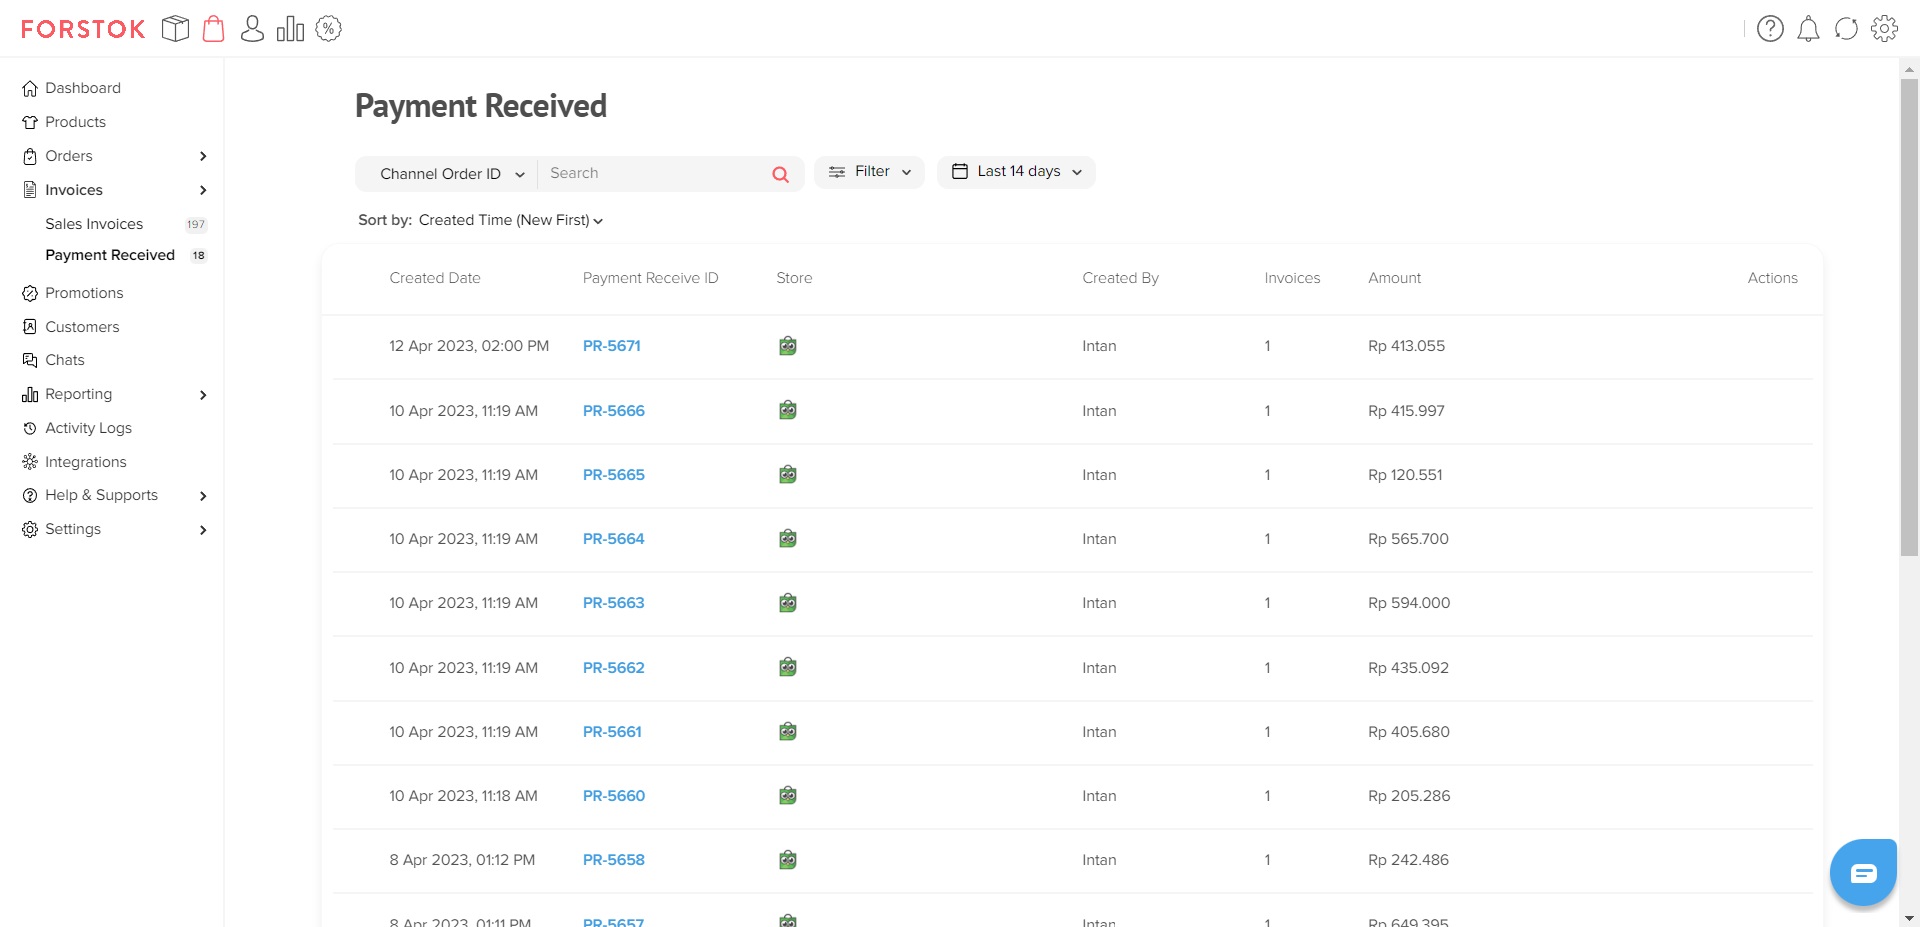 FORSTOK
Dashboard
Products
Orders
Invoices
Sales Invoices 197
Payment Received 18
Promotions
Customers
Chats
Reporting
Activity Logs
Integrations
Help & Supports
Settings
Payment Received
Channel Order ID Search Filter Last 14 days
Sort by: Created Time (New First)
Created Date Payment Receive ID Store Created By Invoices Amount Actions
12 Apr 2023, 02:00 PM PR-5671 Intan 1 Rp 413.055
10 Apr 2023, 11:19 AM PR-5666 Intan 1 Rp 415.997
10 Apr 2023, 11:19 AM PR-5665 Intan 1 Rp 120.551
10 Apr 2023, 11:19 AM PR-5664 Intan 1 Rp 565.700
10 Apr 2023, 11:19 AM PR-5663 Intan 1 Rp 594.000
10 Apr 2023, 11:19 AM PR-5662 Intan 1 Rp 435.092
10 Apr 2023, 11:19 AM PR-5661 Intan 1 Rp 405.680
10 Apr 2023, 11:18 AM PR-5660 Intan 1 Rp 205.286
8 Apr 2023, 01:12 PM PR-5658 Intan 1 Rp 242.486
8 Apr 2023, 01:11 PM PR-5657 Intan 1 Rp 649.395